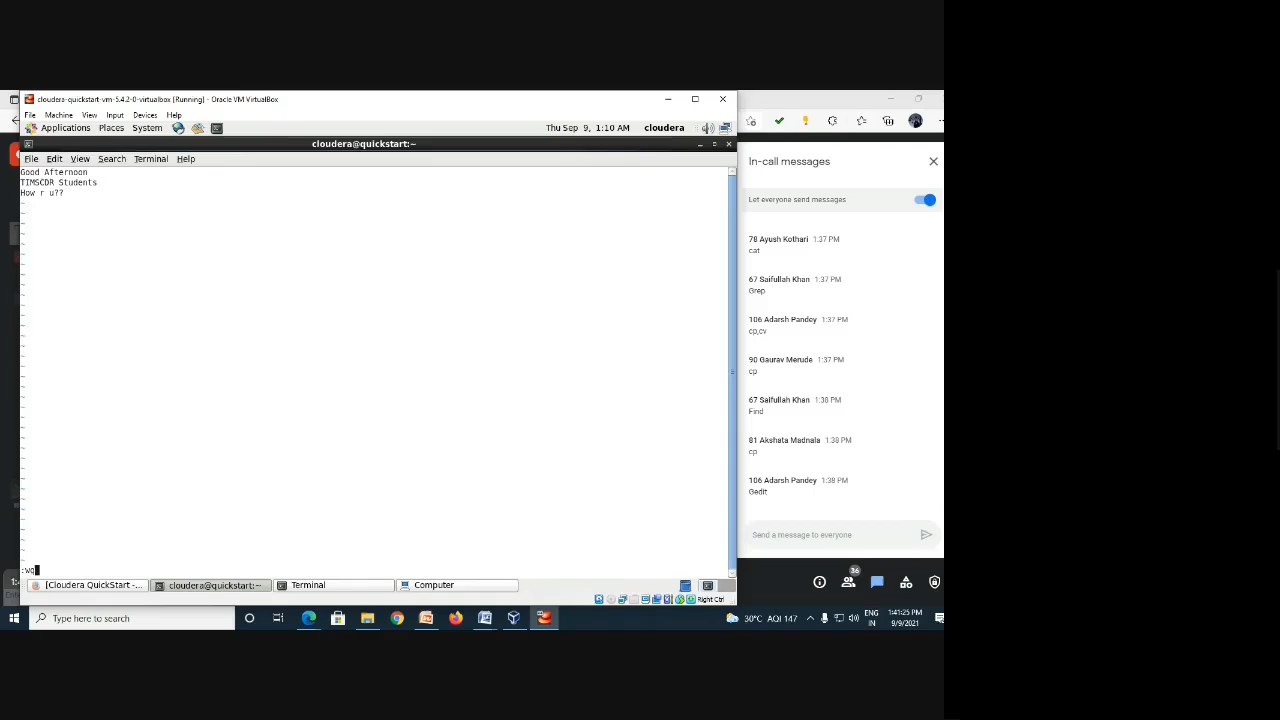 cloudera-quickstart-vm-5.4.2-0-virtualbox [Running] - Oracle VM VirtualBox
File Machine View Input Devices Help
Applications Places System Thu Sep 9, 1:10 AM cloudera
cloudera@quickstart:~
File Edit View Search Terminal Help
Good Afternoon
TIMSCDR Students
How r u??
:wq
[Cloudera QuickStart -... cloudera@quickstart:~ Terminal Computer
Right Ctrl
In-call messages
Let everyone send messages
78 Ayush Kothari 1:37 PM
cat
67 Saifullah Khan 1:37 PM
Grep
106 Adarsh Pandey 1:37 PM
cp,cv
90 Gaurav Merude 1:37 PM
cp
67 Saifullah Khan 1:38 PM
Find
81 Akshata Madnala 1:38 PM
cp
106 Adarsh Pandey 1:38 PM
Gedit
Send a message to everyone
36
Type here to search
30°C AQI 147
ENG
IN
1:41:25 PM
9/9/2021